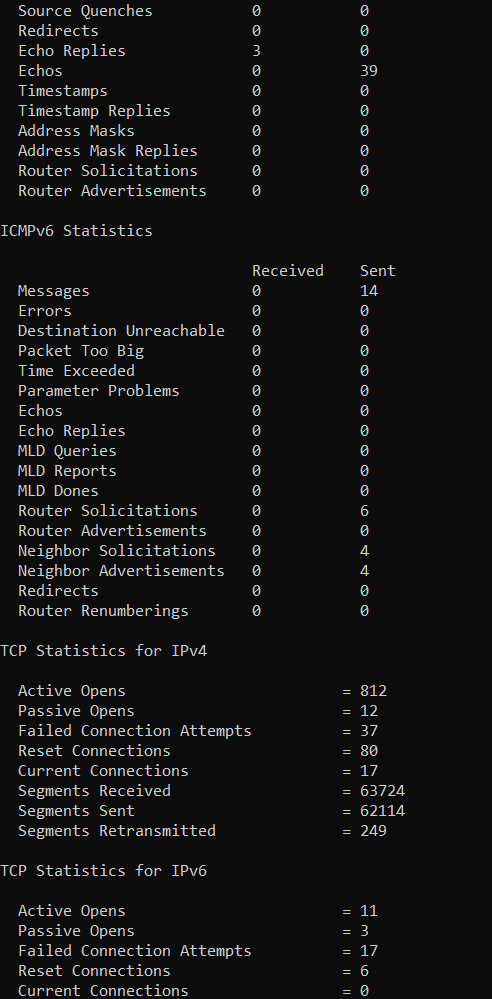 Source Quenches 0 0
Redirects 0 0
Echo Replies 3 0
Echos 0 39
Timestamps 0 0
Timestamp Replies 0 0
Address Masks 0 0
Address Mask Replies 0 0
Router Solicitations 0 0
Router Advertisements 0 0
ICMPv6 Statistics
Received Sent
Messages 0 14
Errors 0 0
Destination Unreachable 0 0
Packet Too Big 0 0
Time Exceeded 0 0
Parameter Problems 0 0
Echos 0 0
Echo Replies 0 0
MLD Queries 0 0
MLD Reports 0 0
MLD Dones 0 0
Router Solicitations 0 6
Router Advertisements 0 0
Neighbor Solicitations 0 4
Neighbor Advertisements 0 4
Redirects 0 0
Router Renumberings 0 0
TCP Statistics for IPv4
Active Opens = 812
Passive Opens = 12
Failed Connection Attempts = 37
Reset Connections = 80
Current Connections = 17
Segments Received = 63724
Segments Sent = 62114
Segments Retransmitted = 249
TCP Statistics for IPv6
Active Opens = 11
Passive Opens = 3
Failed Connection Attempts = 17
Reset Connections = 6
Current Connections = 0